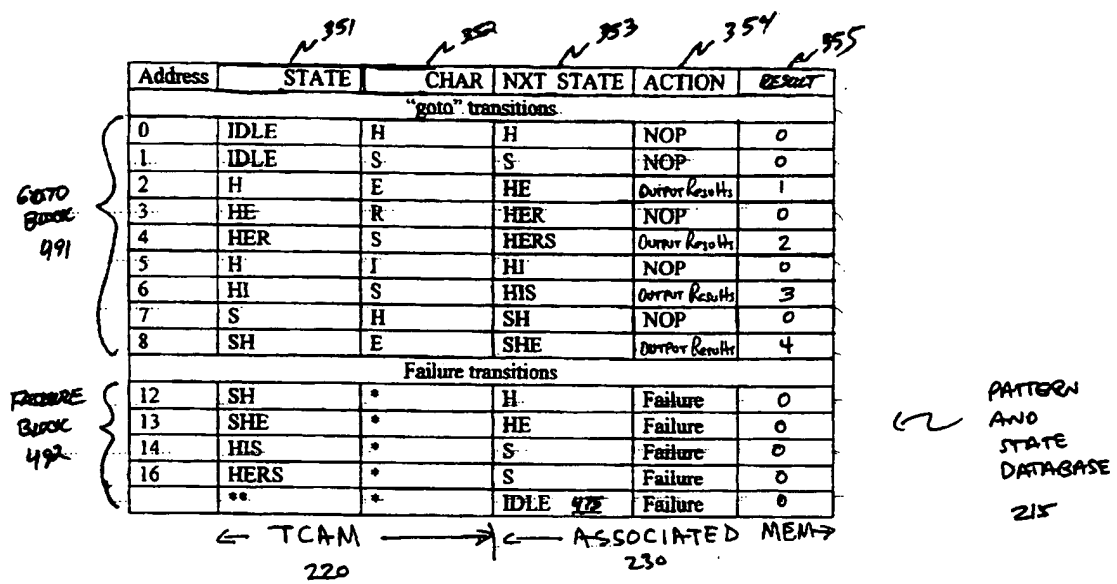 351 352 353 354 355
Address STATE CHAR NXT STATE ACTION RESULT
"goto" transitions
0 IDLE H H NOP 0
1 IDLE S S NOP 0
2 H E HE OUTPUT Results 1
3 HE R HER NOP 0
4 HER S HERS OUTPUT Results 2
5 H I HI NOP 0
6 HI S HIS OUTPUT Results 3
7 S H SH NOP 0
8 SH E SHE OUTPUT Results 4
GOTO
BLOCK
491
Failure transitions
12 SH * H Failure 0
13 SHE * HE Failure 0
14 HIS * S Failure 0
16 HERS * S Failure 0
** * IDLE 475 Failure 0
FAILURE
BLOCK
492
PATTERN
AND
STATE
DATABASE
215
TCAM ASSOCIATED MEM
220 230